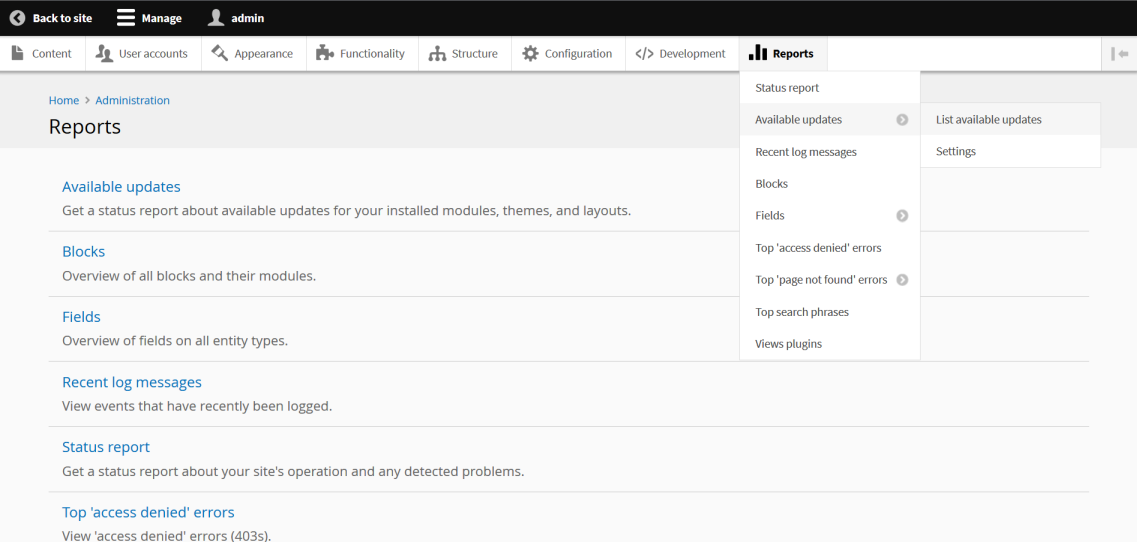 Back to site Manage admin
Content User accounts Appearance Functionality Structure Configuration Development Reports
Home > Administration
Reports
Status report
Available updates
List available updates
Settings
Recent log messages
Blocks
Fields
Top 'access denied' errors
Top 'page not found' errors
Top search phrases
Views plugins
Available updates
Get a status report about available updates for your installed modules, themes, and layouts.
Blocks
Overview of all blocks and their modules.
Fields
Overview of fields on all entity types.
Recent log messages
View events that have recently been logged.
Status report
Get a status report about your site's operation and any detected problems.
Top 'access denied' errors
View 'access denied' errors (403s).